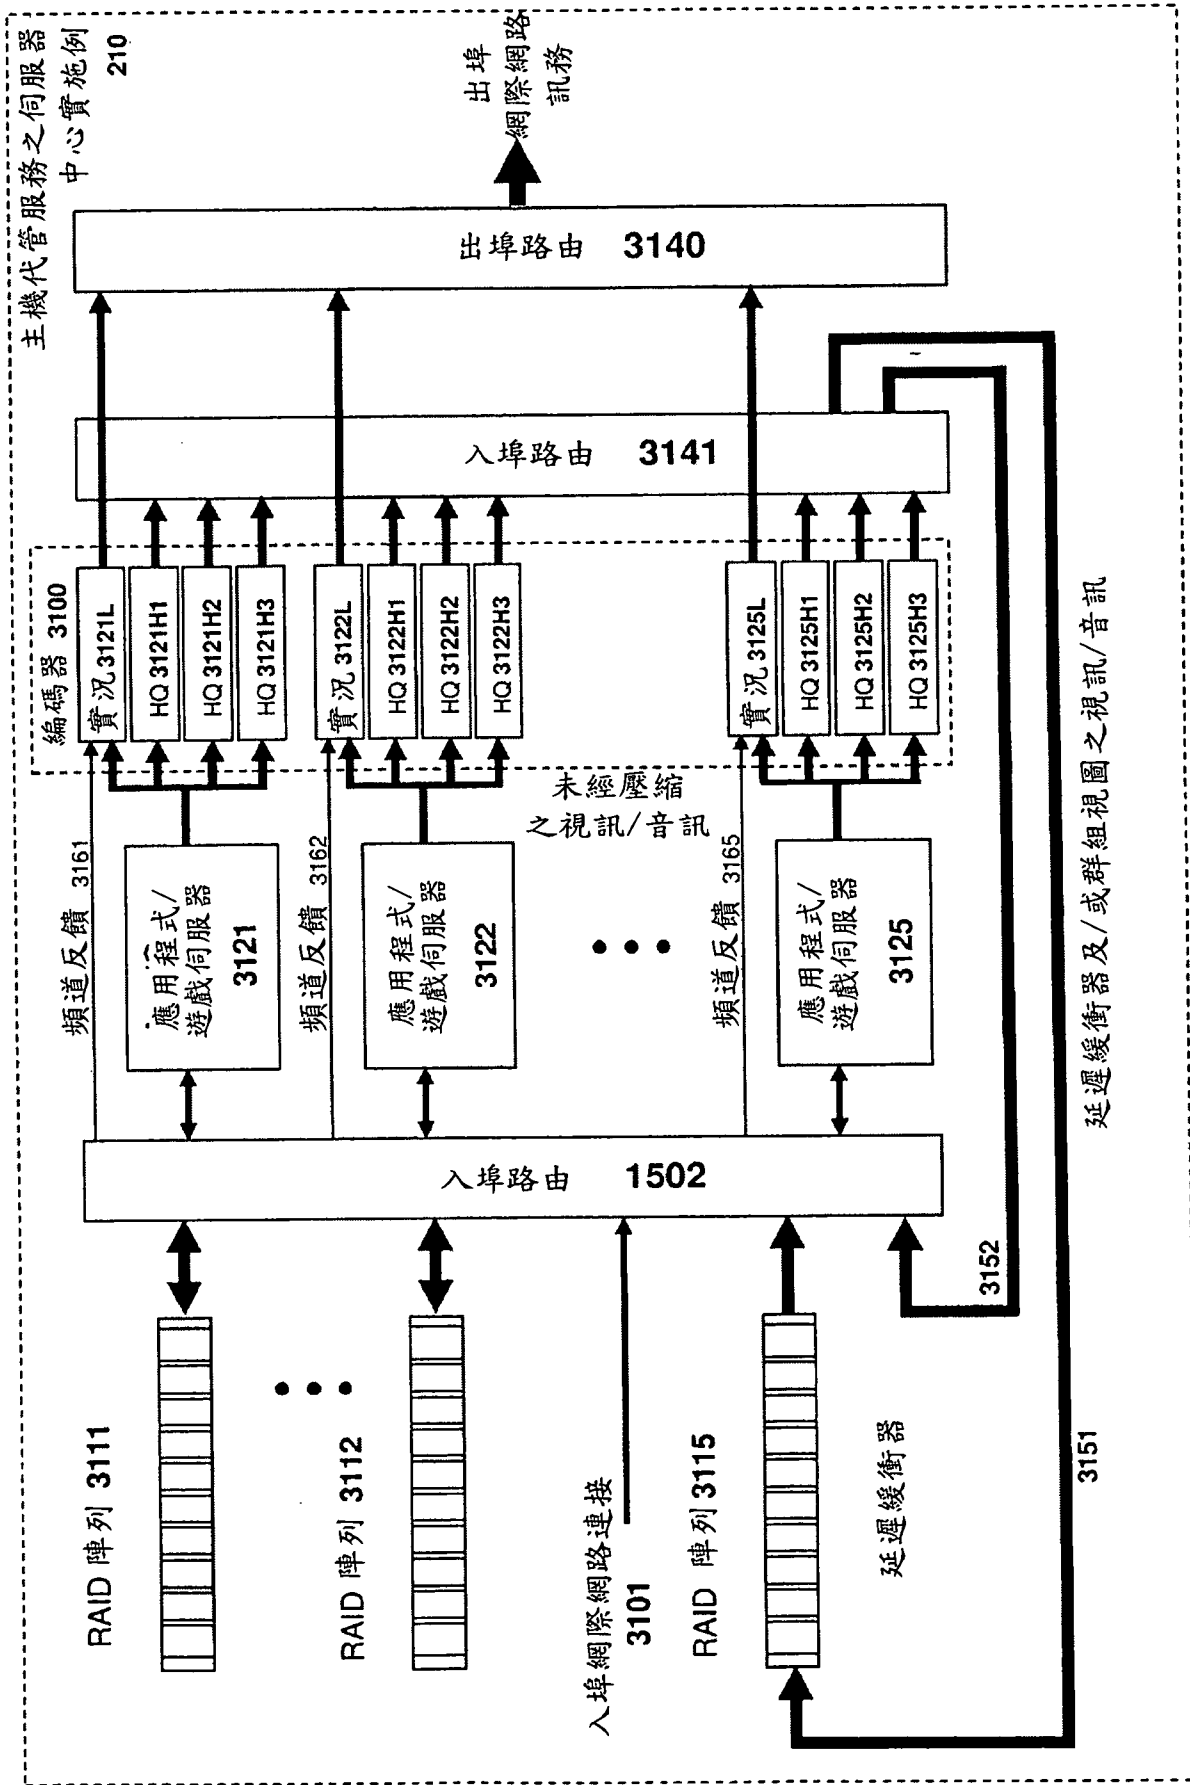 主機代管服務之伺服器
中心實施例
210
RAID 陣列 3111
RAID 陣列 3112
入埠網際網路連接
3101
RAID 陣列 3115
延遲緩衝器
入埠路由 1502
頻道反饋 3161
應用程式/
遊戲伺服器
3121
頻道反饋 3162
應用程式/
遊戲伺服器
3122
頻道反饋 3165
應用程式/
遊戲伺服器
3125
未經壓縮
之視訊/音訊
編碼器 3100
實況 3121L
HQ 3121H1
HQ 3121H2
HQ 3121H3
實況 3122L
HQ 3122H1
HQ 3122H2
HQ 3122H3
實況 3125L
HQ 3125H1
HQ 3125H2
HQ 3125H3
入埠路由 3141
出埠路由 3140
出埠
網際網路
訊務
3152
3151
延遲緩衝器及/或群組視圖之視訊/音訊